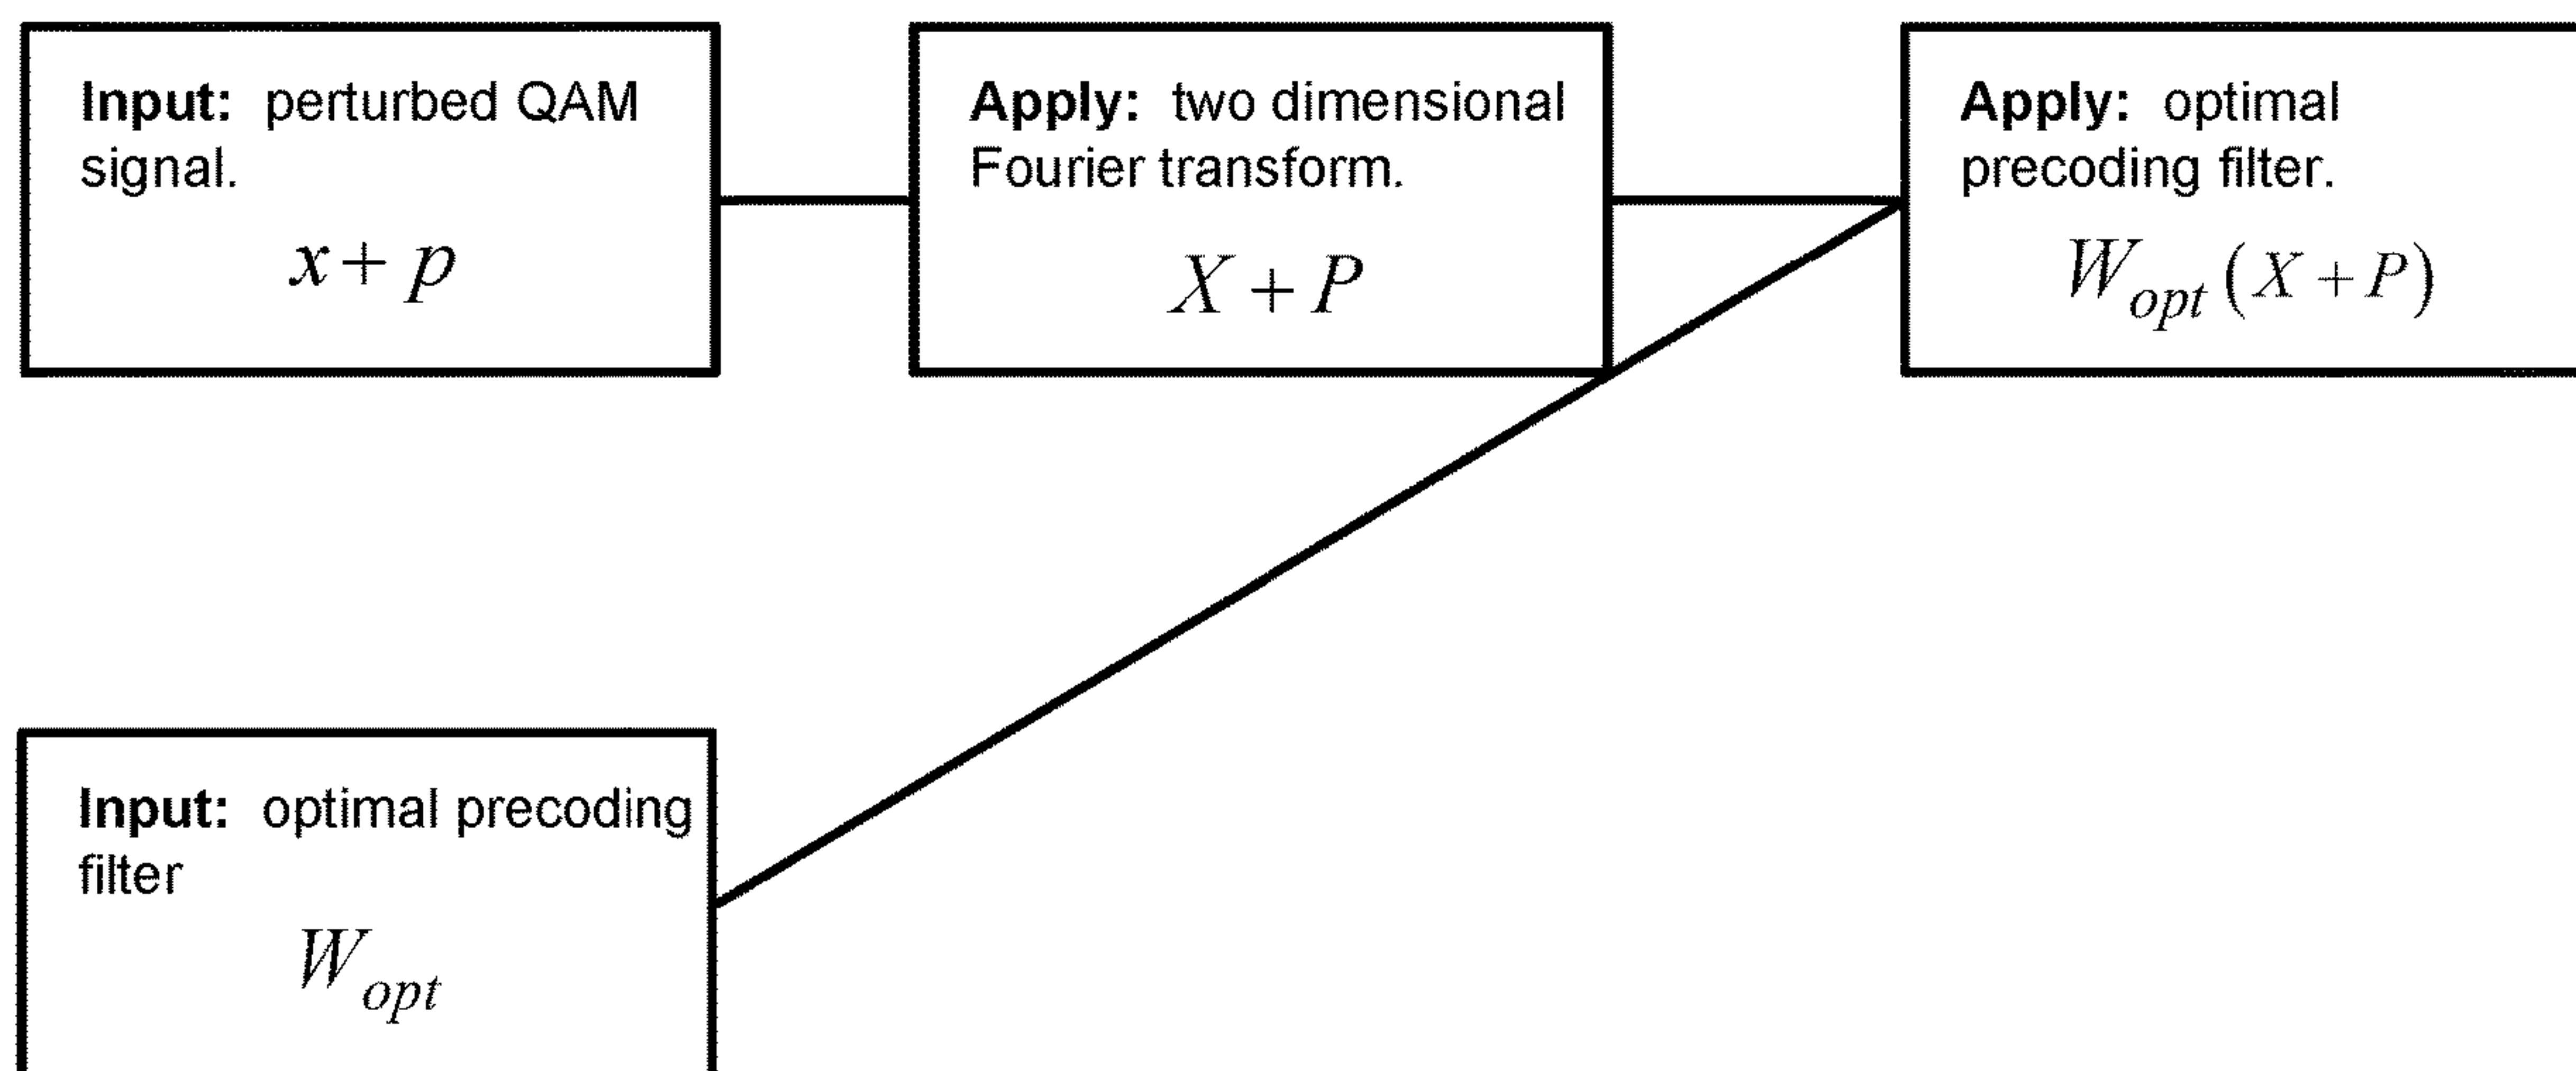 Input: perturbed QAM
signal.
x + p
Apply: two dimensional
Fourier transform.
X + P
Apply: optimal
precoding filter.
W_opt (X + P)
Input: optimal precoding
filter
W_opt